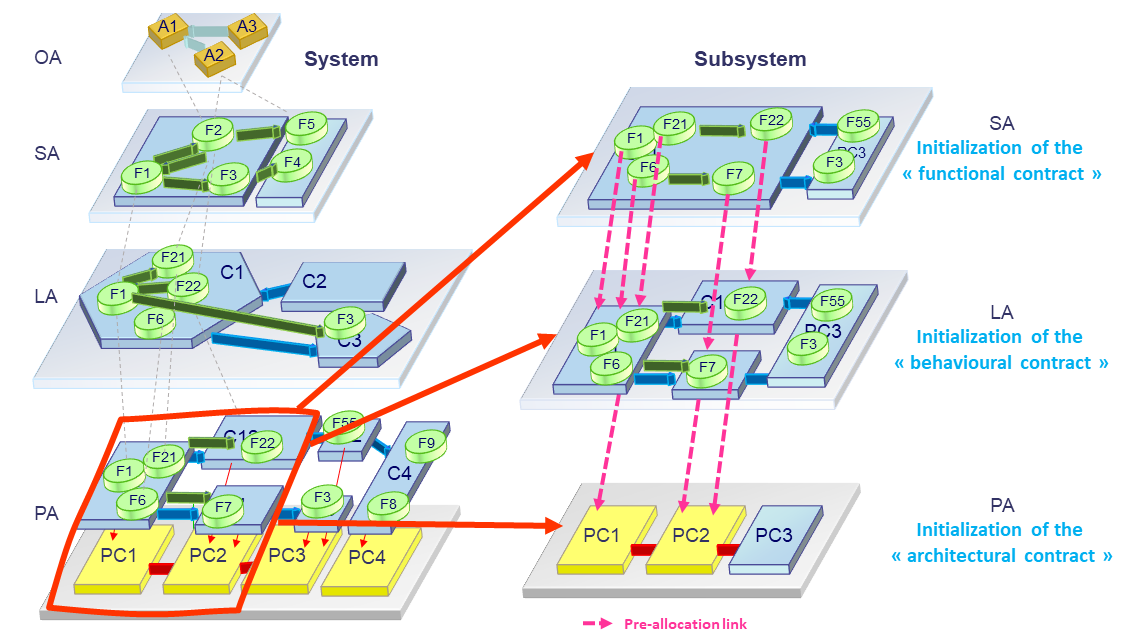 A1
A3
A2
OA
System
Subsystem
F2
F5
SA
F1
F3
F4
F1
F21
F22
F55
PC3
F6
F7
F3
SA
Initialization of the
« functional contract »
F21
C1
C2
LA
F1
F22
F6
F3
C3
F22
F55
C1
F21
F1
PC3
F3
F6
F7
LA
Initialization of the
« behavioural contract »
F55
F22
F9
F21
F1
C4
F6
F7
F3
F8
PA
PC1
PC2
PC3
PC4
PC1
PC2
PC3
PA
Initialization of the
« architectural contract »
Pre-allocation link